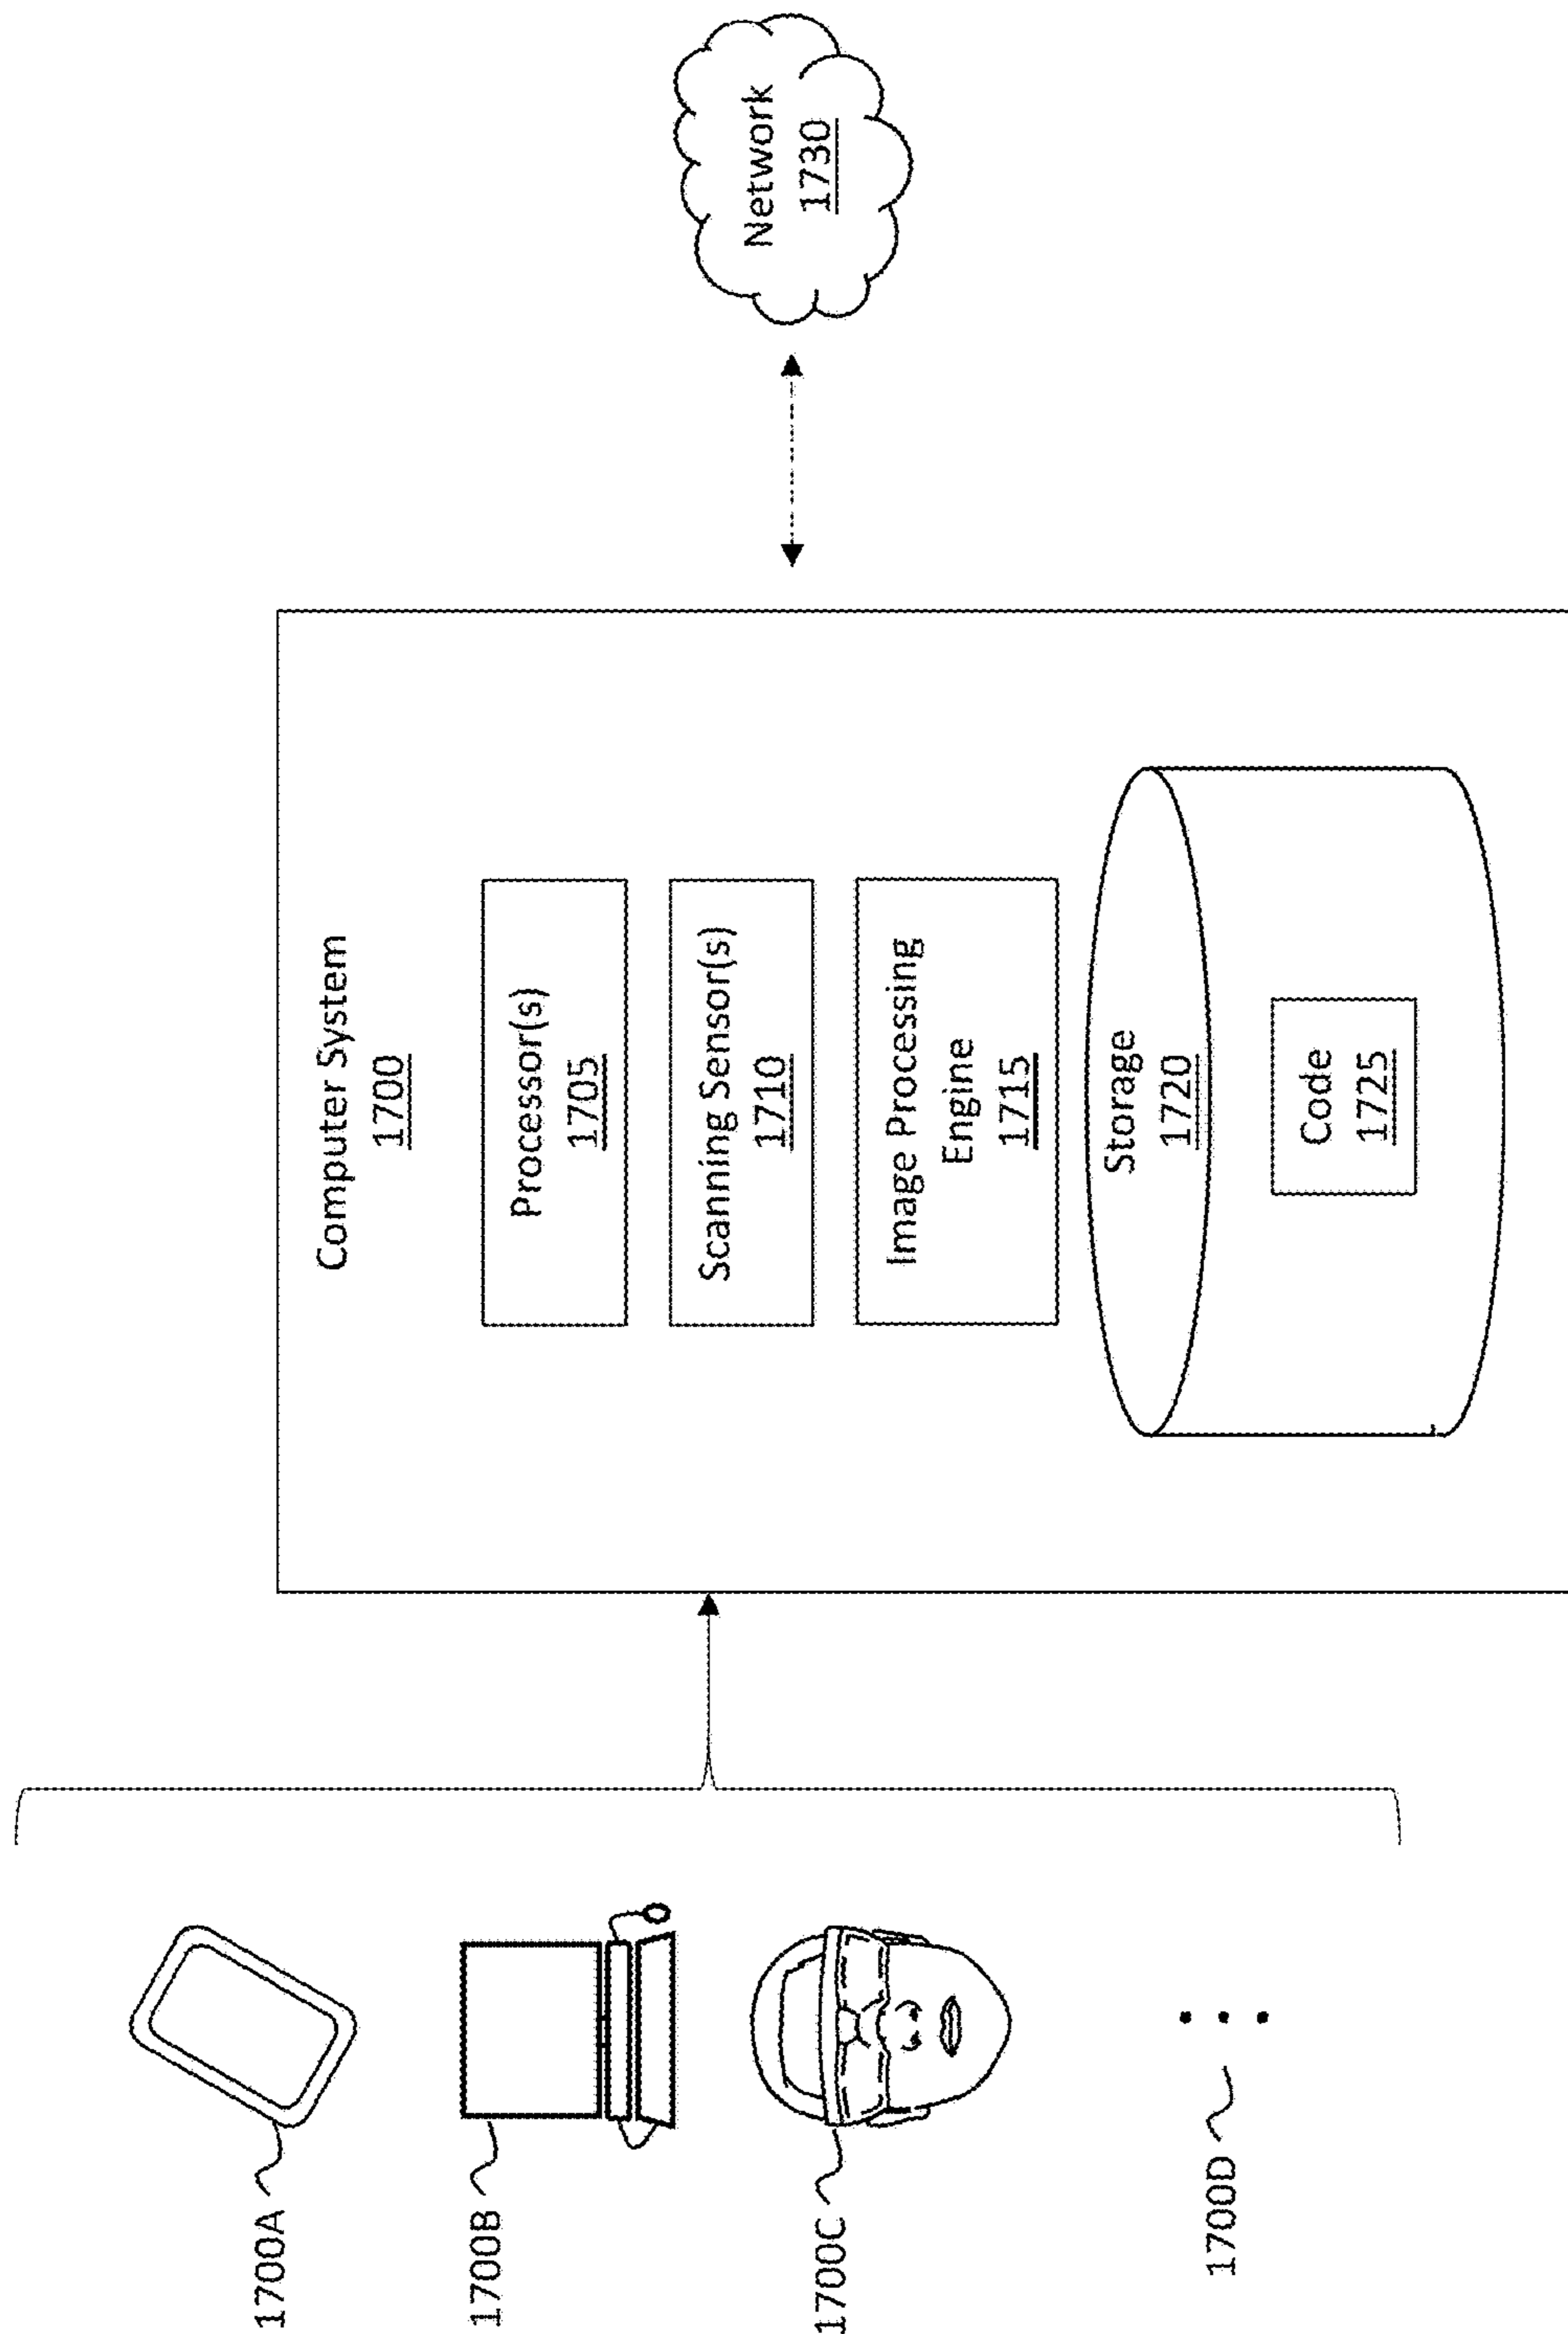 1700A
1700B
1700C
1700D
Computer System
1700
Processor(s)
1705
Scanning Sensor(s)
1710
Image Processing
Engine
1715
Storage
1720
Code
1725
Network
1730